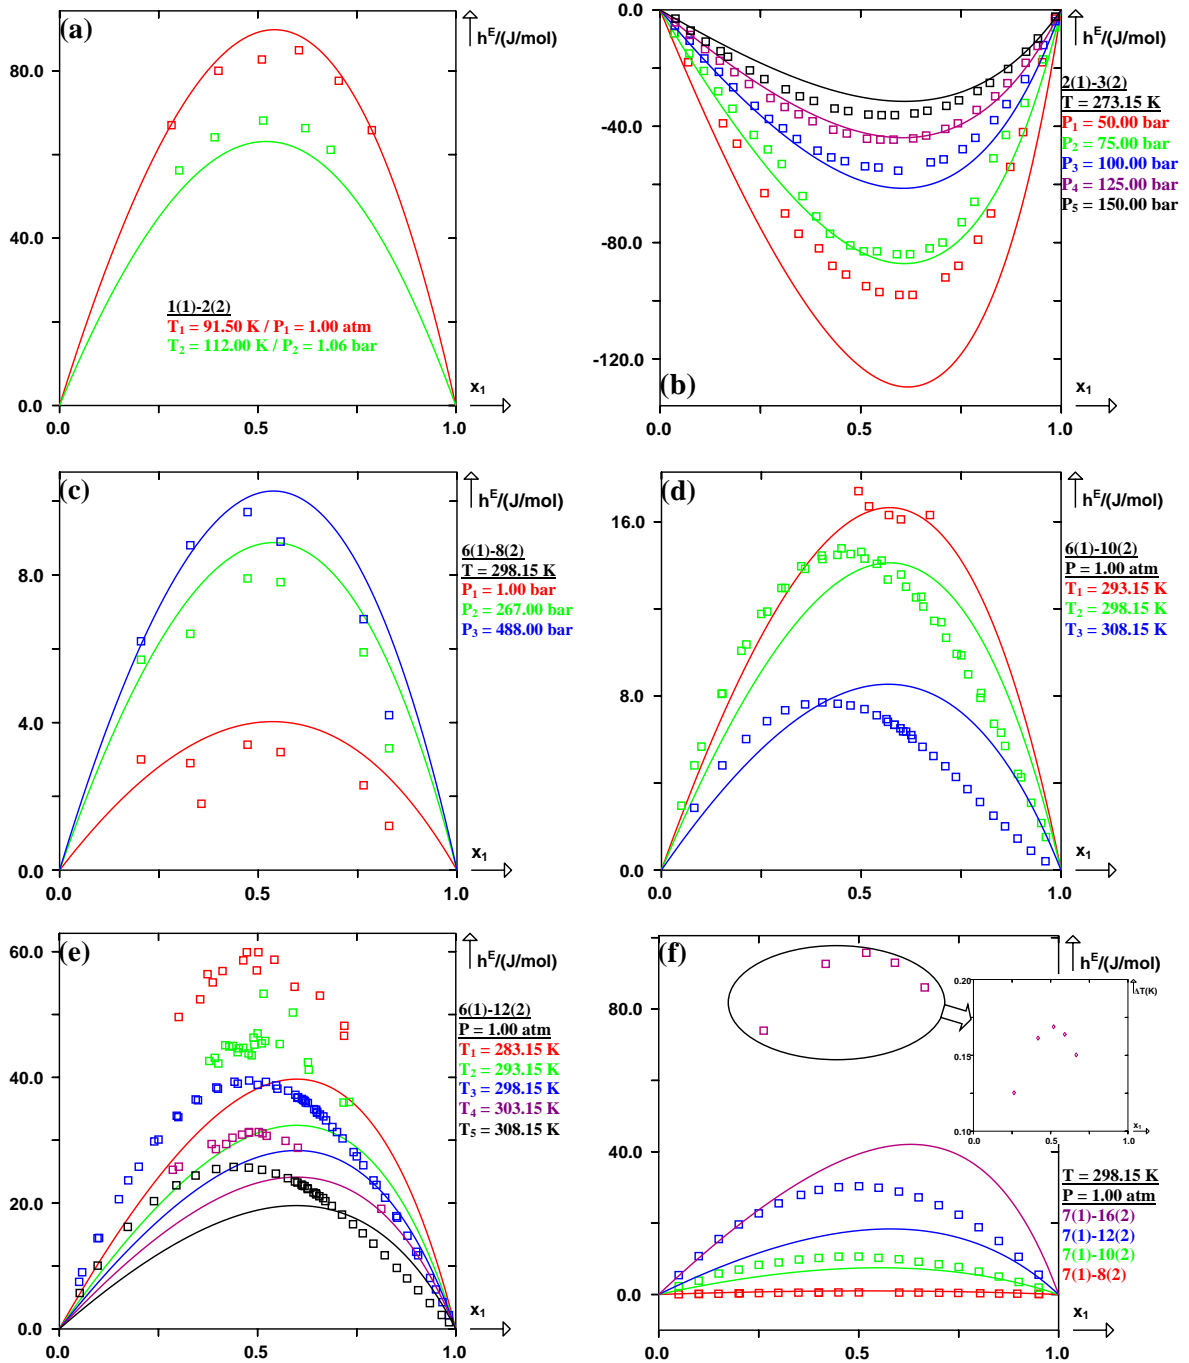 (a)
h^E/(J/mol)
80.0
40.0
1(1)-2(2)
T₁ = 91.50 K / P₁ = 1.00 atm
T₂ = 112.00 K / P₂ = 1.06 bar
x₁
0.0
0.0
0.5
1.0
0.0
h^E/(J/mol)
2(1)-3(2)
T = 273.15 K
P₁ = 50.00 bar
P₂ = 75.00 bar
P₃ = 100.00 bar
P₄ = 125.00 bar
P₅ = 150.00 bar
-40.0
-80.0
-120.0
(b)
x₁
0.0
0.5
1.0
(c)
h^E/(J/mol)
6(1)-8(2)
T = 298.15 K
P₁ = 1.00 bar
P₂ = 267.00 bar
P₃ = 488.00 bar
8.0
4.0
x₁
0.0
0.0
0.5
1.0
(d)
h^E/(J/mol)
16.0
6(1)-10(2)
P = 1.00 atm
T₁ = 293.15 K
T₂ = 298.15 K
T₃ = 308.15 K
8.0
x₁
0.0
0.0
0.5
1.0
(e)
60.0
h^E/(J/mol)
6(1)-12(2)
P = 1.00 atm
T₁ = 283.15 K
T₂ = 293.15 K
T₃ = 298.15 K
T₄ = 303.15 K
T₅ = 308.15 K
40.0
20.0
x₁
0.0
0.0
0.5
1.0
(f)
h^E/(J/mol)
80.0
0.20
ΔT(K)
0.15
0.10
x₁
0.0
0.5
1.0
40.0
T = 298.15 K
P = 1.00 atm
7(1)-16(2)
7(1)-12(2)
7(1)-10(2)
7(1)-8(2)
0.0
x₁
0.0
0.5
1.0